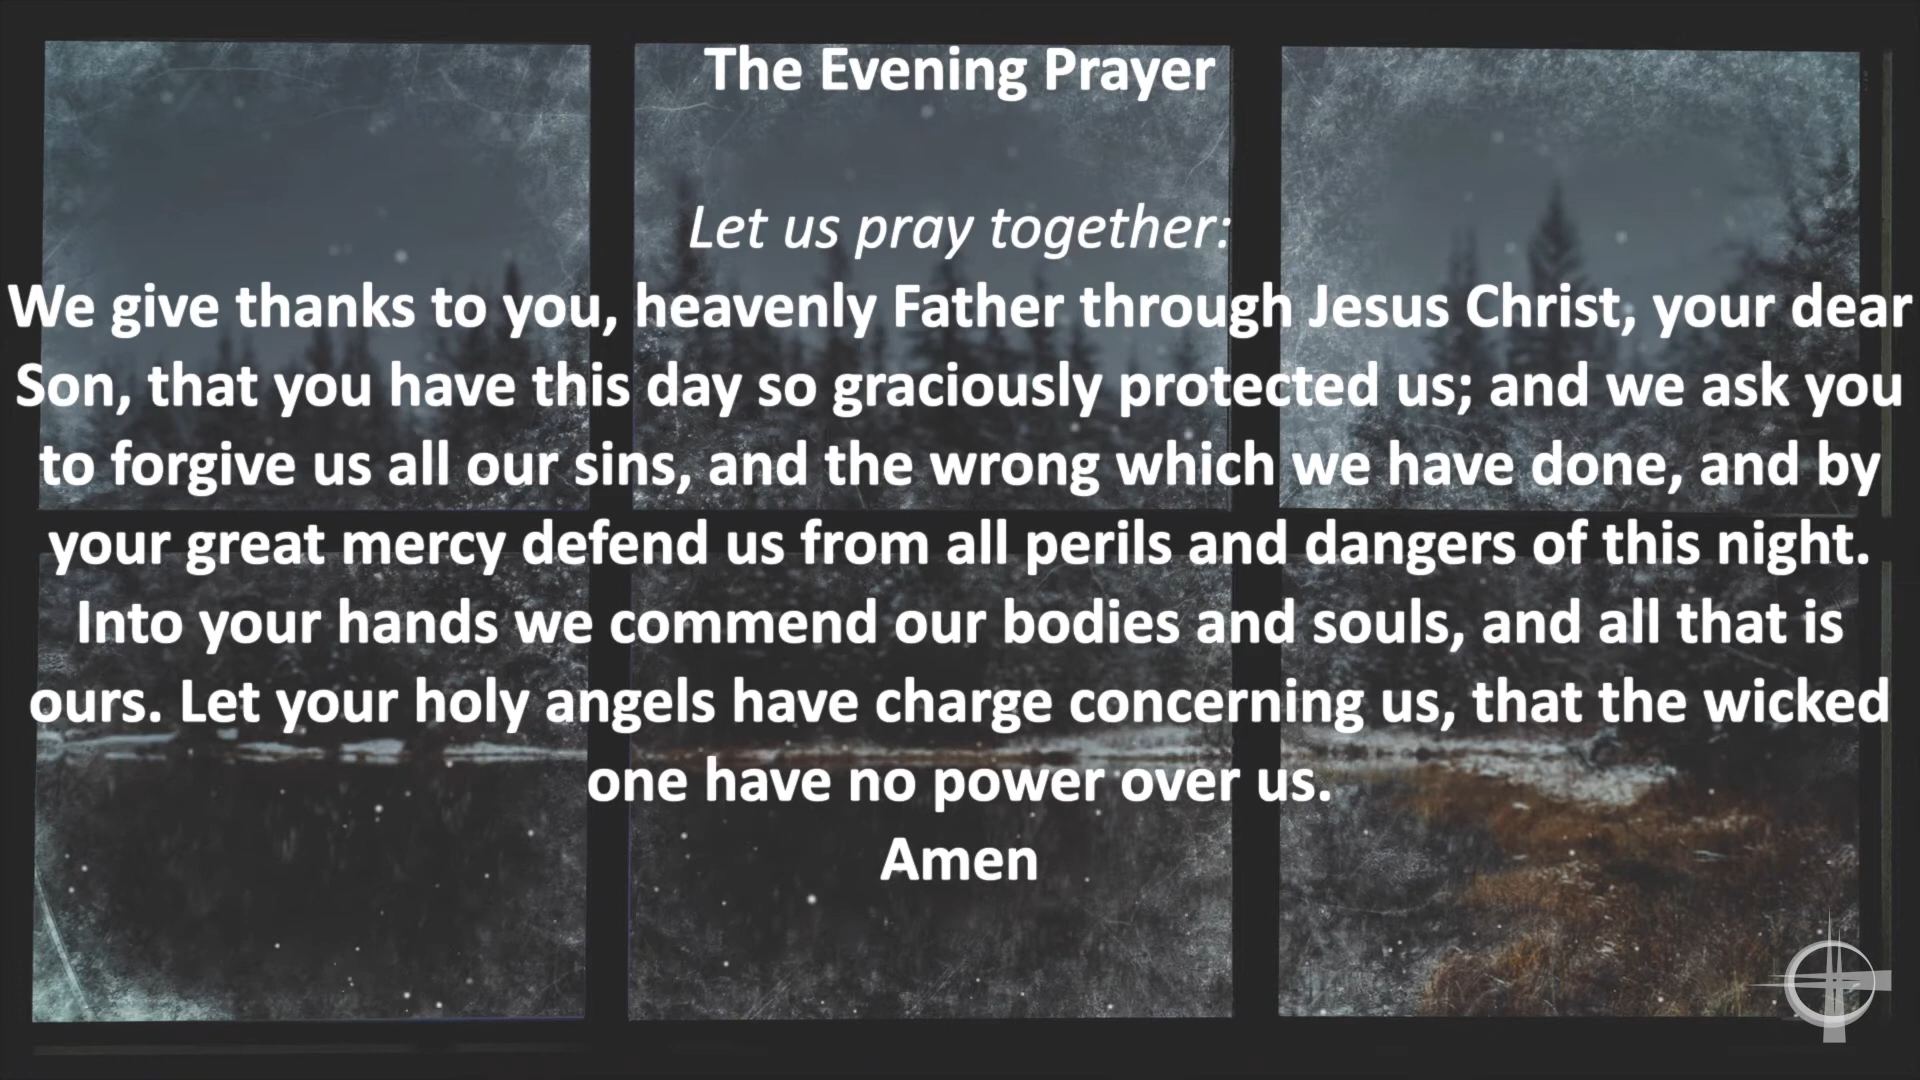 The Evening Prayer
Let us pray together:
We give thanks to you, heavenly Father through Jesus Christ, your dear
Son, that you have this day so graciously protected us; and we ask you
to forgive us all our sins, and the wrong which we have done, and by
your great mercy defend us from all perils and dangers of this night.
Into your hands we commend our bodies and souls, and all that is
ours. Let your holy angels have charge concerning us, that the wicked
one have no power over us.
Amen